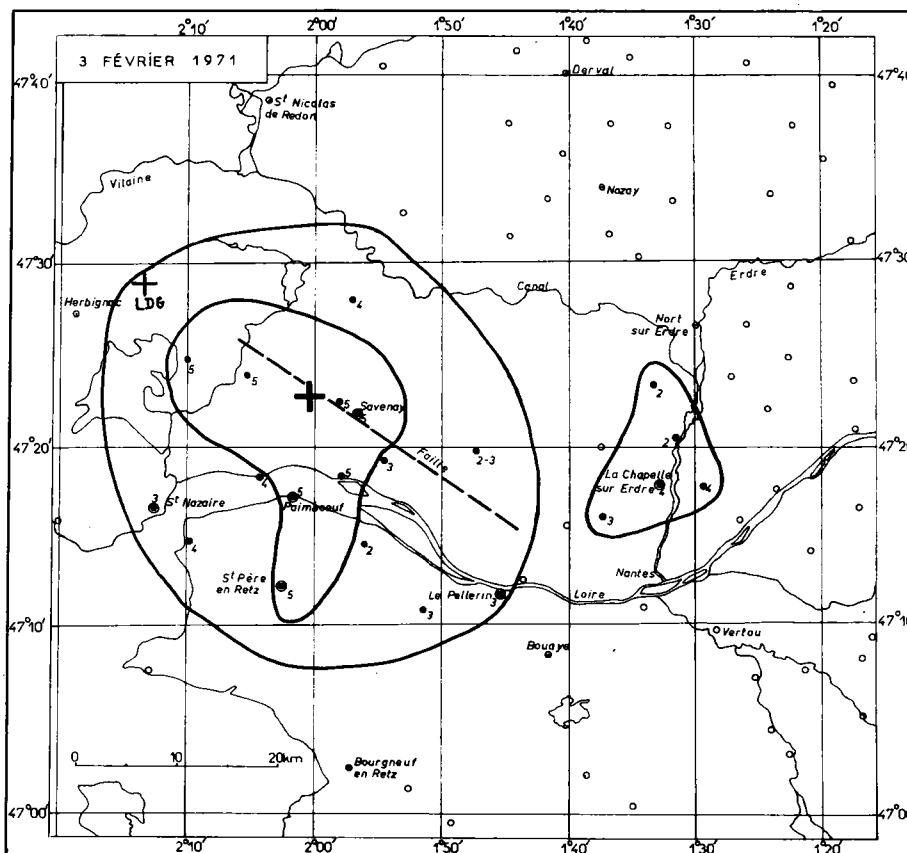 2°10' 2°00' 1°50' 1°40' 1°30' 1°20'
3 FÉVRIER 1971
47°40' 47°40'
Derval
St Nicolas
de Redon
Vilaine
Nozay
47°30' 47°30'
Erdre
LDG
Herbignac
Canal
4
Nort
sur Erdre
5
5
2
5
Savenay
5
2
47°20' 47°20'
Faille
3
2-3
5
La Chapelle
sur Erdre
4
4
3
St Nazaire
5
Paimboeuf
3
4
2
St Père
en Retz
5
Nantes
Le Pellerin
3
Loire
3
47°10' 47°10'
Vertou
Bouaye
0 10 20km
Bourgneuf
en Retz
47°00' 47°00'
2°10' 2°00' 1°50' 1°40' 1°30' 1°20'